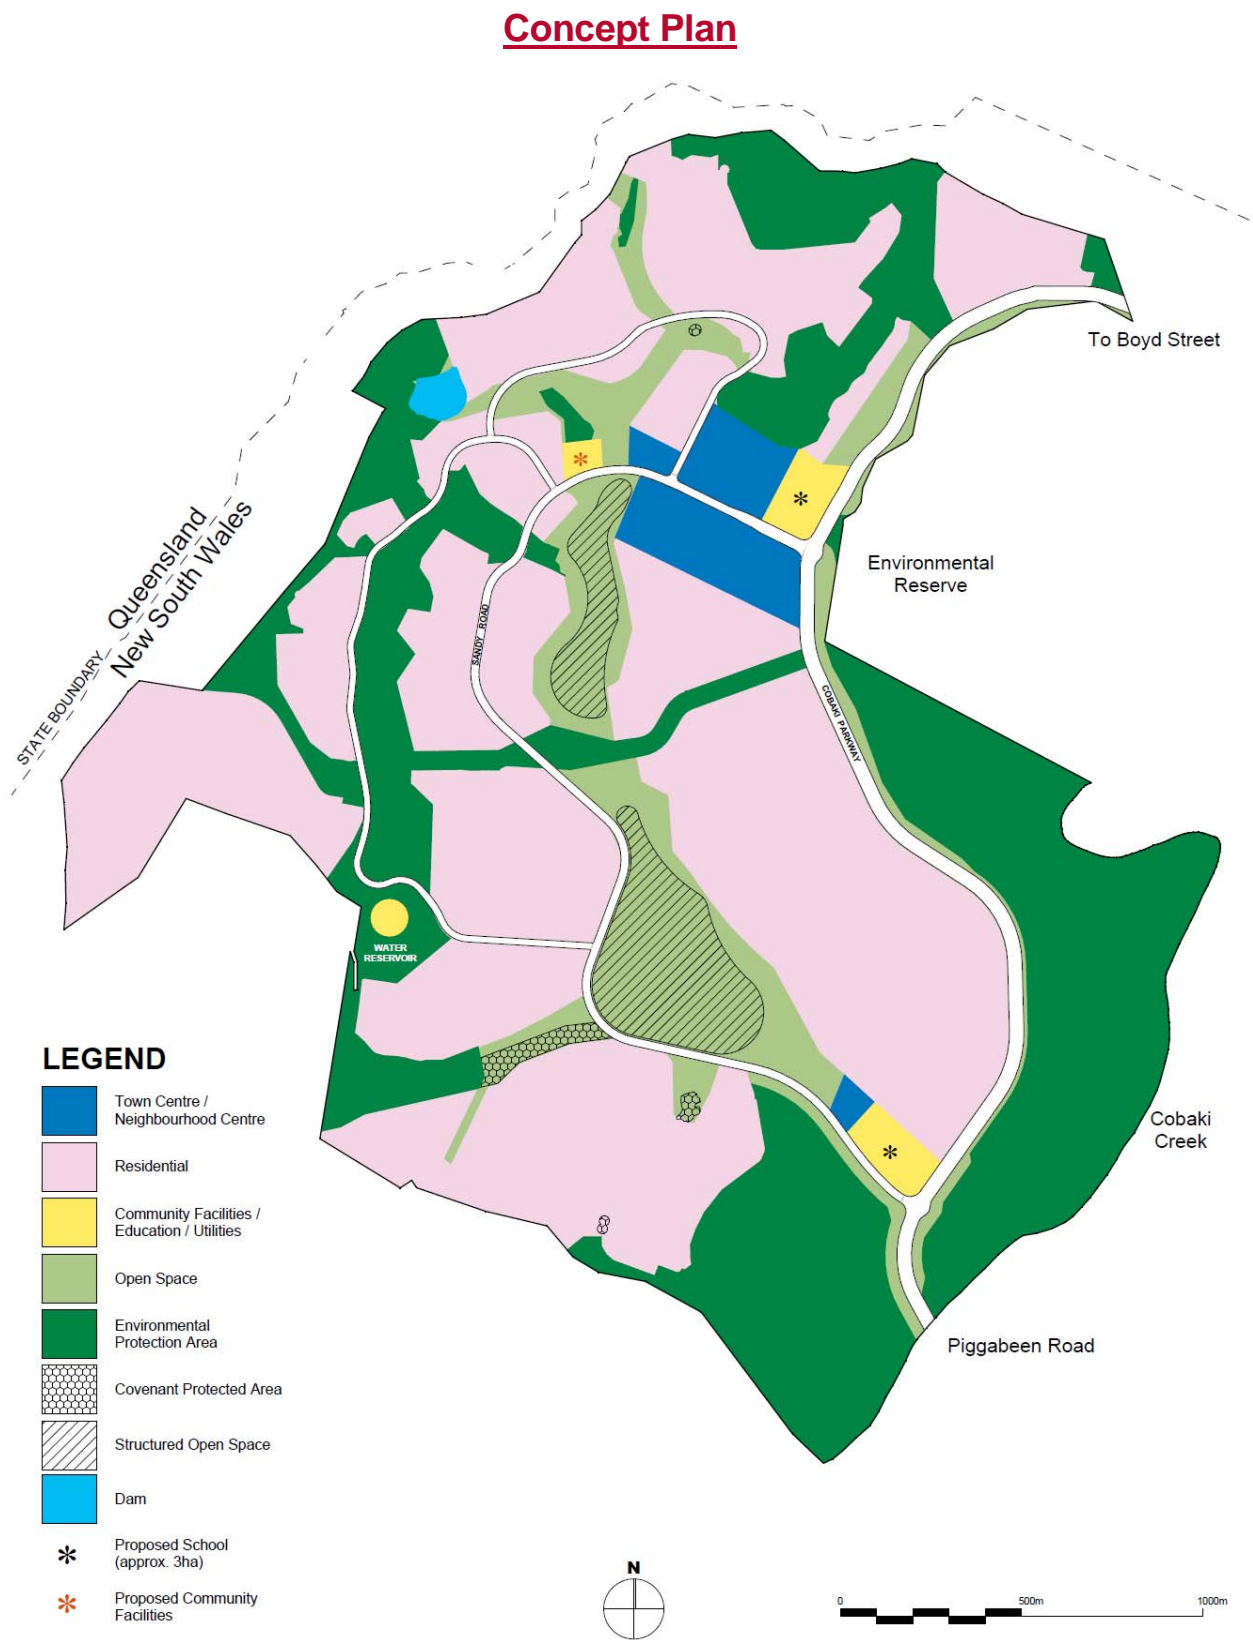 Concept Plan
To Boyd Street
Environmental
Reserve
Queensland
New South Wales
STATE BOUNDARY
SANDY ROAD
COBAKI PARKWAY
WATER
RESERVOIR
Cobaki
Creek
Piggabeen Road
LEGEND
Town Centre /
Neighbourhood Centre
Residential
Community Facilities /
Education / Utilities
Open Space
Environmental
Protection Area
Covenant Protected Area
Structured Open Space
Dam
* Proposed School
(approx. 3ha)
* Proposed Community
Facilities
N
0 500m 1000m